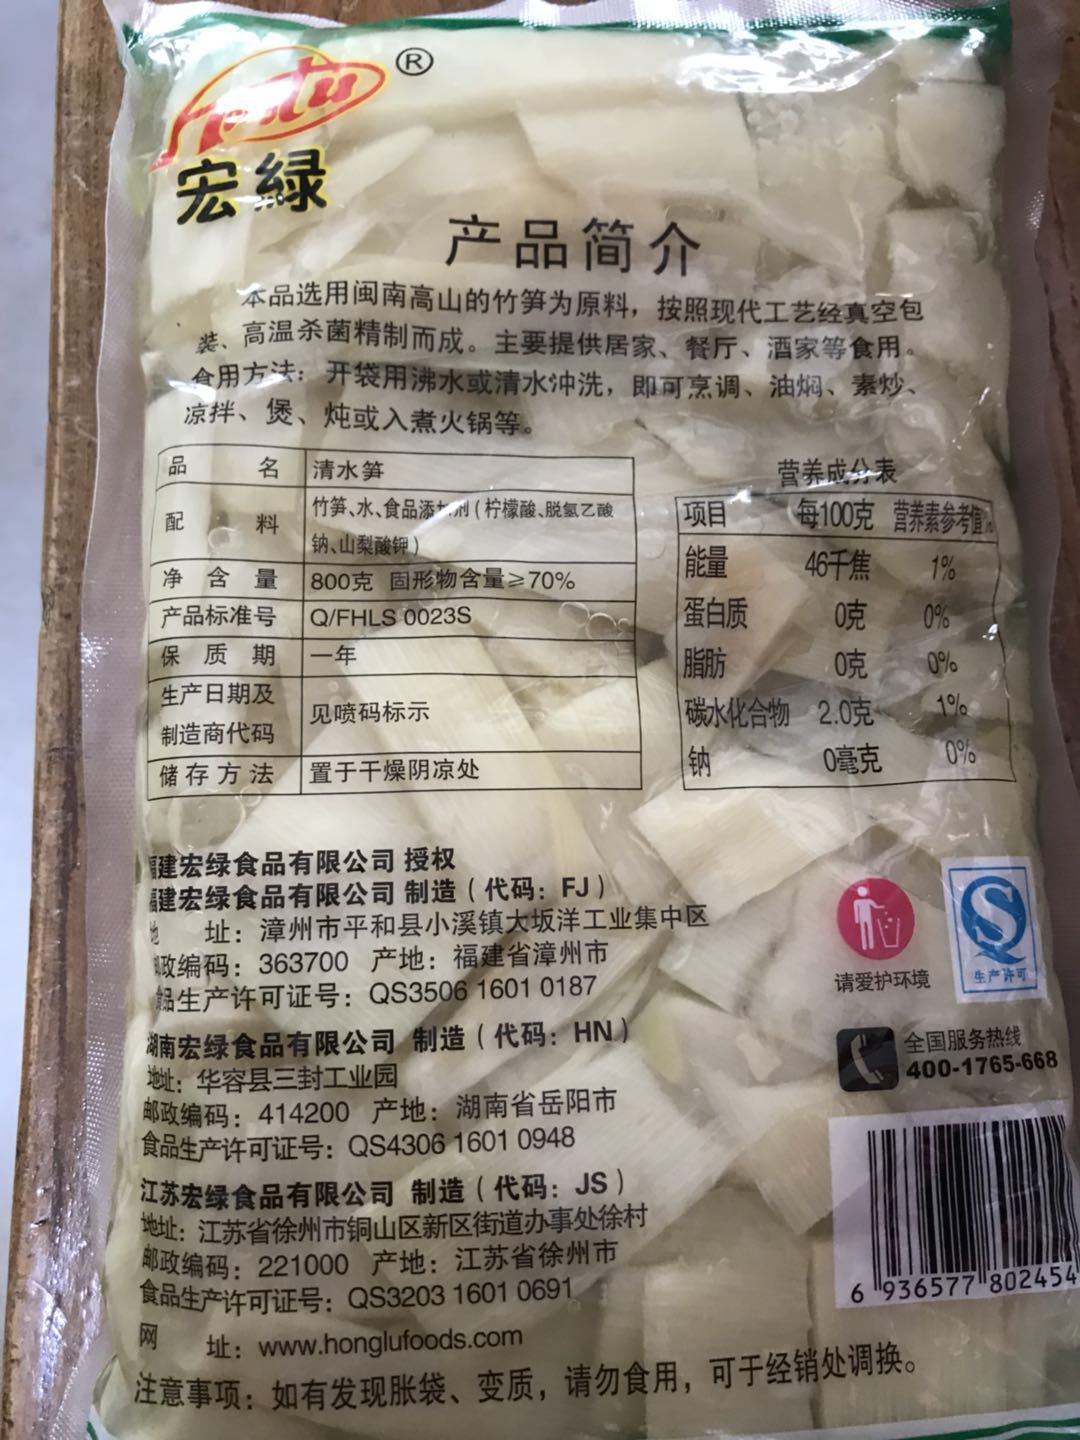 ®
宏緑
产品简介
本品选用闽南高山的竹笋为原料，按照现代工艺经真空包
装、高温杀菌精制而成。主要提供居家、餐厅、酒家等食用。
食用方法：开袋用沸水或清水冲洗，即可烹调、油焖、素炒、
凉拌、煲、炖或入煮火锅等。
品名 清水笋
配料 竹笋、水、食品添加剂（柠檬酸、脱氢乙酸
钠、山梨酸钾）
净含量 800克 固形物含量≥70%
产品标准号 Q/FHLS 0023S
保质期 一年
生产日期及
制造商代码 见喷码标示
储存方法 置于干燥阴凉处
营养成分表
项目 每100克 营养素参考值%
能量 46千焦 1%
蛋白质 0克 0%
脂肪 0克 0%
碳水化合物 2.0克 1%
钠 0毫克 0%
福建宏绿食品有限公司 授权
福建宏绿食品有限公司 制造（代码：FJ）
地址：漳州市平和县小溪镇大坂洋工业集中区
邮政编码：363700 产地：福建省漳州市
食品生产许可证号：QS3506 1601 0187
湖南宏绿食品有限公司 制造（代码：HN）
地址：华容县三封工业园
邮政编码：414200 产地：湖南省岳阳市
食品生产许可证号：QS4306 1601 0948
江苏宏绿食品有限公司 制造（代码：JS）
地址：江苏省徐州市铜山区新区街道办事处徐村
邮政编码：221000 产地：江苏省徐州市
食品生产许可证号：QS3203 1601 0691
网址：www.honglufoods.com
注意事项：如有发现胀袋、变质，请勿食用，可于经销处调换。
请爱护环境
生产许可
全国服务热线
400-1765-668
6 936577 802454